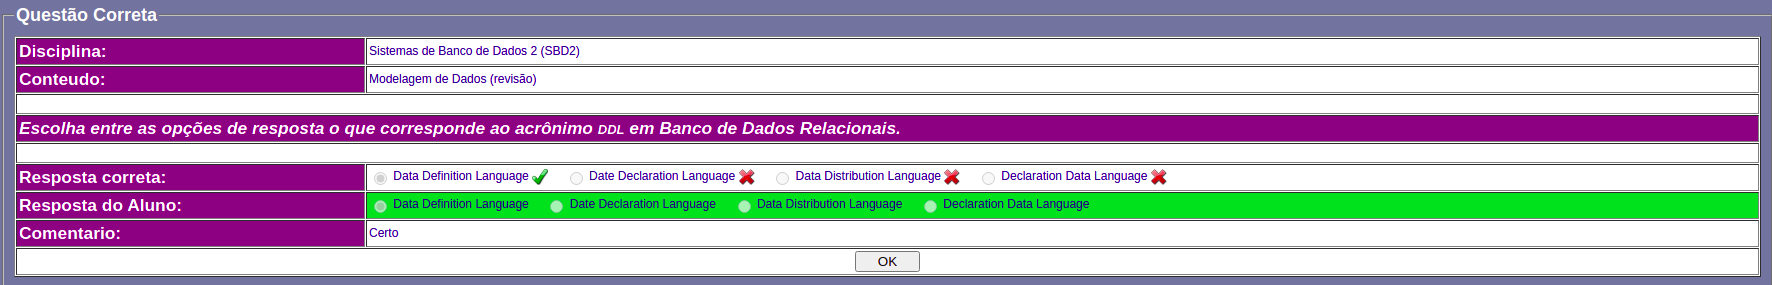 Questão Correta
Disciplina: Sistemas de Banco de Dados 2 (SBD2)
Conteudo: Modelagem de Dados (revisão)
Escolha entre as opções de resposta o que corresponde ao acrônimo DDL em Banco de Dados Relacionais.
Resposta correta: Data Definition Language Date Declaration Language Data Distribution Language Declaration Data Language
Resposta do Aluno: Data Definition Language Date Declaration Language Data Distribution Language Declaration Data Language
Comentario: Certo
OK